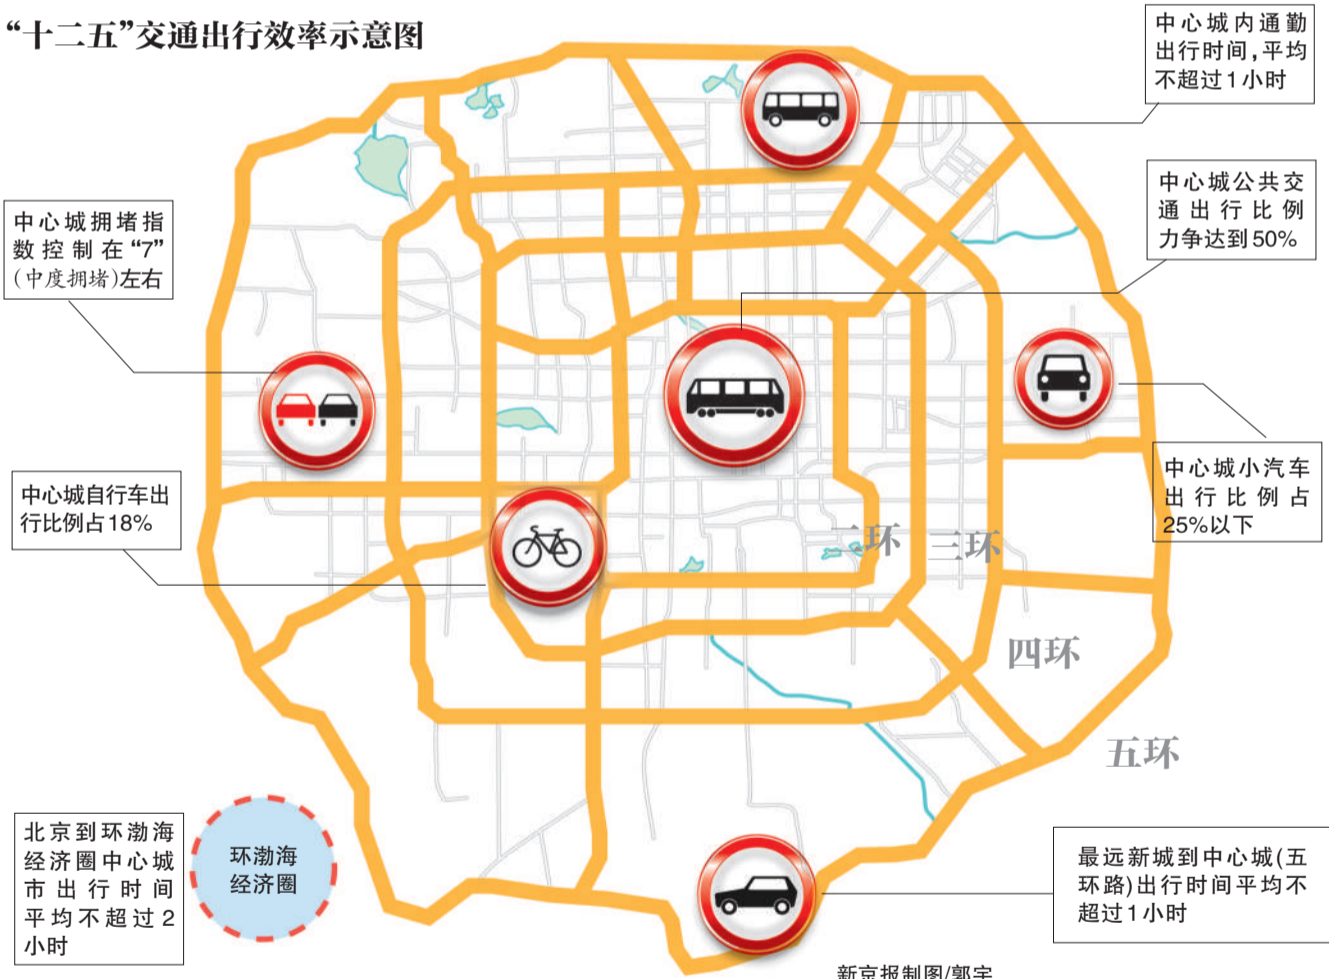 “十二五”交通出行效率示意图
中心城内通勤
出行时间，平均
不超过1小时
中心城公共交
通出行比例
力争达到50%
中心城拥堵指
数控制在“7”
(中度拥堵)左右
中心城小汽车
出行比例占
25%以下
中心城自行车出
行比例占18%
二环
三环
四环
五环
北京到环渤海
经济圈中心城
市出行时间
平均不超过2
小时
环渤海
经济圈
最远新城到中心城(五
环路)出行时间平均不
超过1小时
新京报制图/郭宇